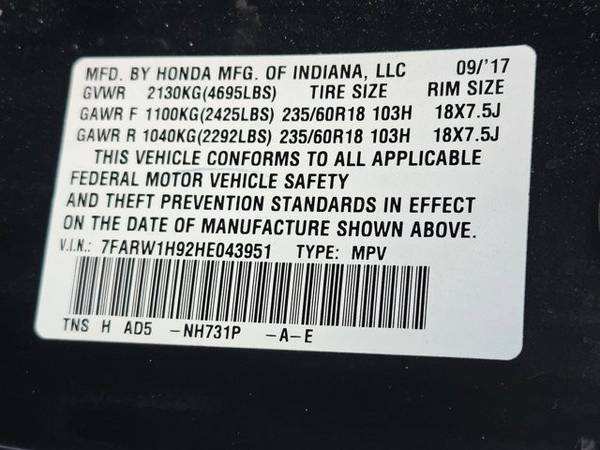 MFD. BY HONDA MFG. OF INDIANA, LLC 09/'17
GVWR 2130KG(4695LBS) TIRE SIZE RIM SIZE
GAWR F 1100KG(2425LBS) 235/60R18 103H 18X7.5J
GAWR R 1040KG(2292LBS) 235/60R18 103H 18X7.5J
THIS VEHICLE CONFORMS TO ALL APPLICABLE
FEDERAL MOTOR VEHICLE SAFETY
AND THEFT PREVENTION STANDARDS IN EFFECT
ON THE DATE OF MANUFACTURE SHOWN ABOVE.
V.I.N.: 7FARW1H92HE043951 TYPE: MPV
TNS H AD5 -NH731P -A-E